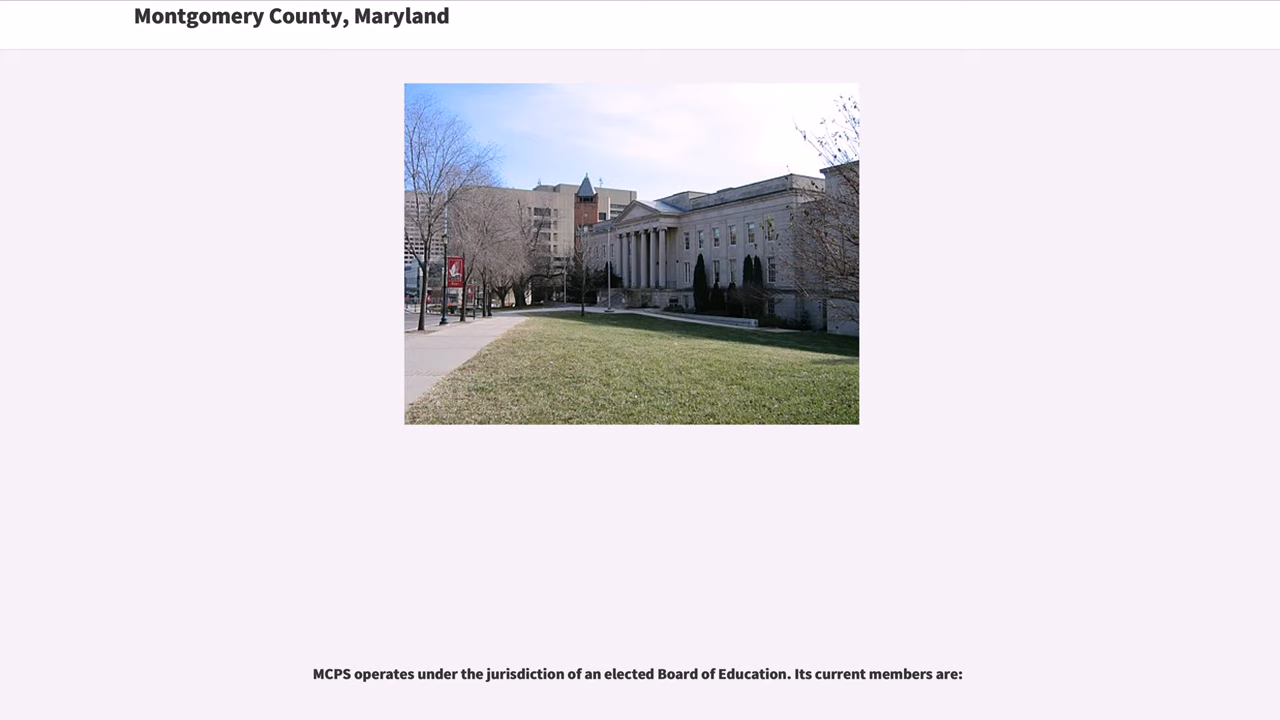 Montgomery County, Maryland
MCPS operates under the jurisdiction of an elected Board of Education. Its current members are: